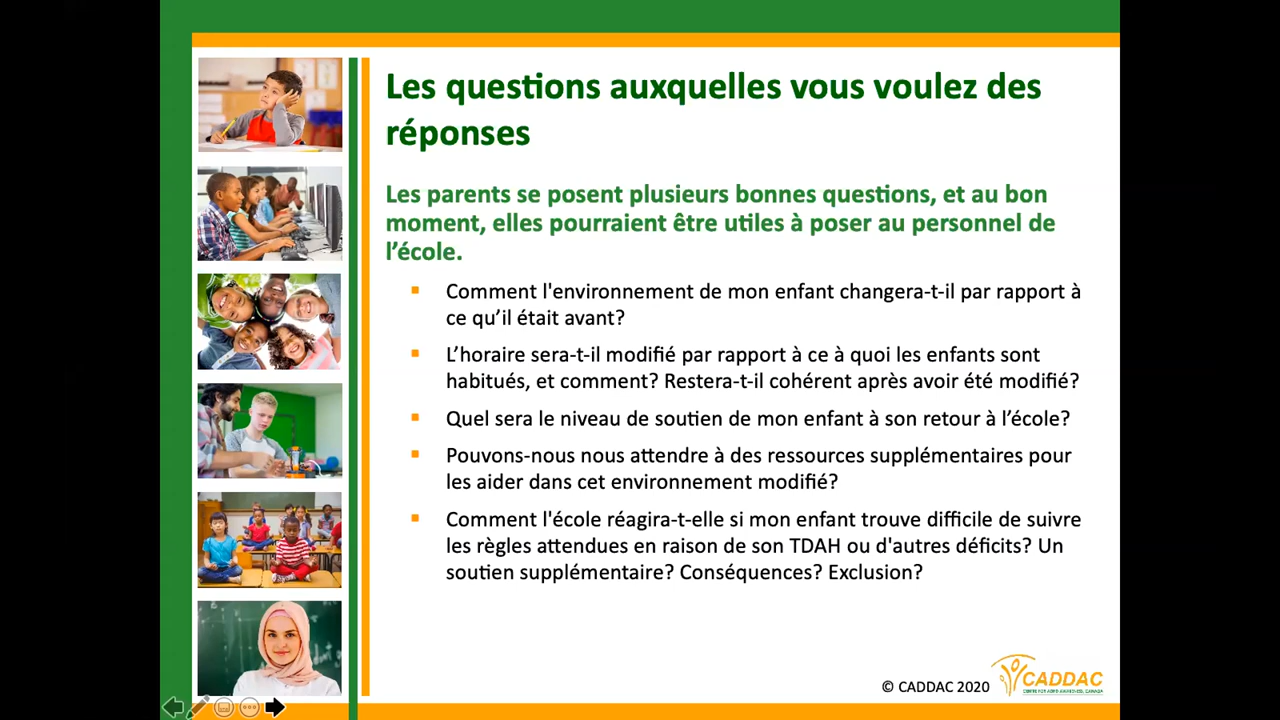 Les questions auxquelles vous voulez des
réponses
Les parents se posent plusieurs bonnes questions, et au bon
moment, elles pourraient être utiles à poser au personnel de
l’école.
Comment l'environnement de mon enfant changera-t-il par rapport à
ce qu’il était avant?
L’horaire sera-t-il modifié par rapport à ce à quoi les enfants sont
habitués, et comment? Restera-t-il cohérent après avoir été modifié?
Quel sera le niveau de soutien de mon enfant à son retour à l’école?
Pouvons-nous nous attendre à des ressources supplémentaires pour
les aider dans cet environnement modifié?
Comment l'école réagira-t-elle si mon enfant trouve difficile de suivre
les règles attendues en raison de son TDAH ou d'autres déficits? Un
soutien supplémentaire? Conséquences? Exclusion?
© CADDAC 2020
CADDAC
CENTRE FOR ADHD AWARENESS, CANADA